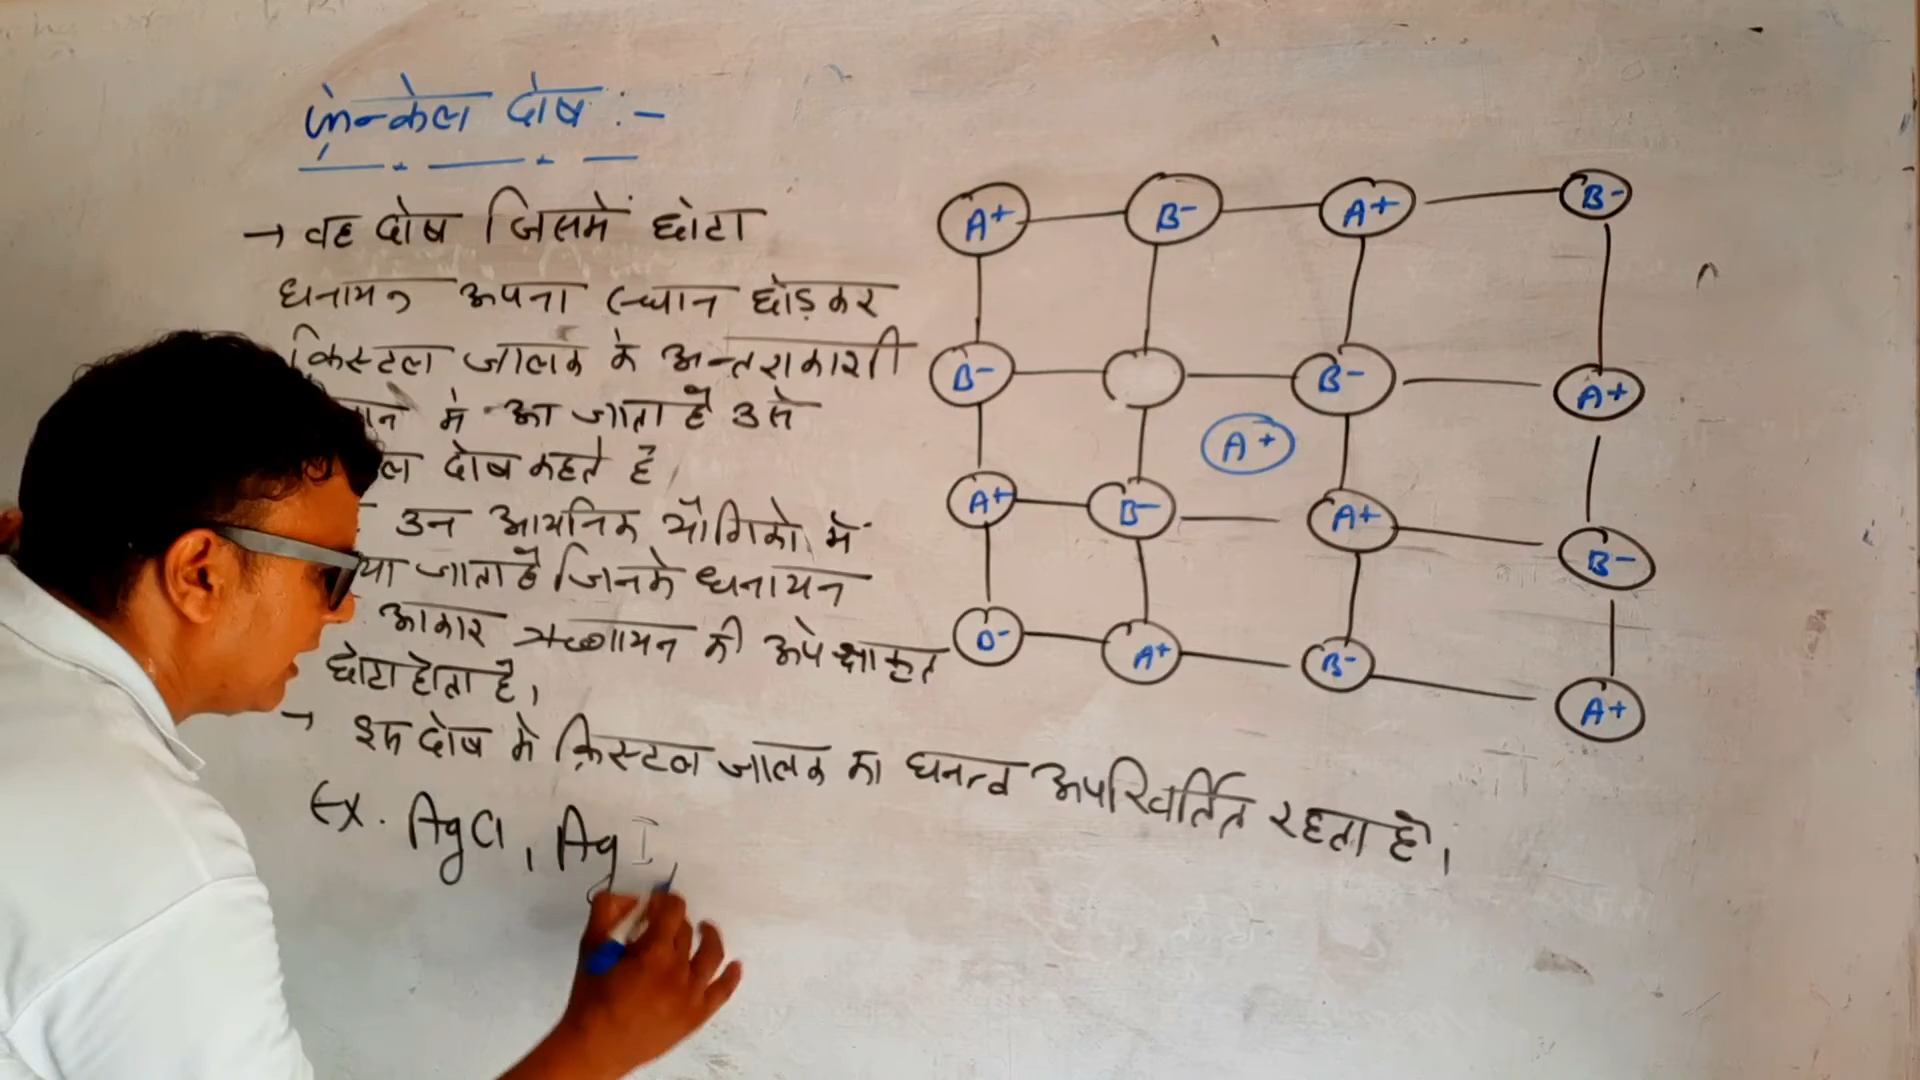 फ्रेन्केल दोष :-
→ वह दोष जिसमें छोटा
धनायन अपना स्थान छोड़कर
क्रिस्टल जालक के अन्तराकाशी
में आ जाता है उसे
दोष कहते है
उन आयनिक यौगिको में
जाता है जिनके धनायन
आकार ऋणायन की अपेक्षाकृत
छोटा होता है।
→ इस दोष मे क्रिस्टल जालक का घनत्व अपरिवर्तित रहता है।
Ex. AgCl, AgI,
A+ B- A+ B-
B- B- A+
A+
A+ B- A+ B-
A+ B- A+